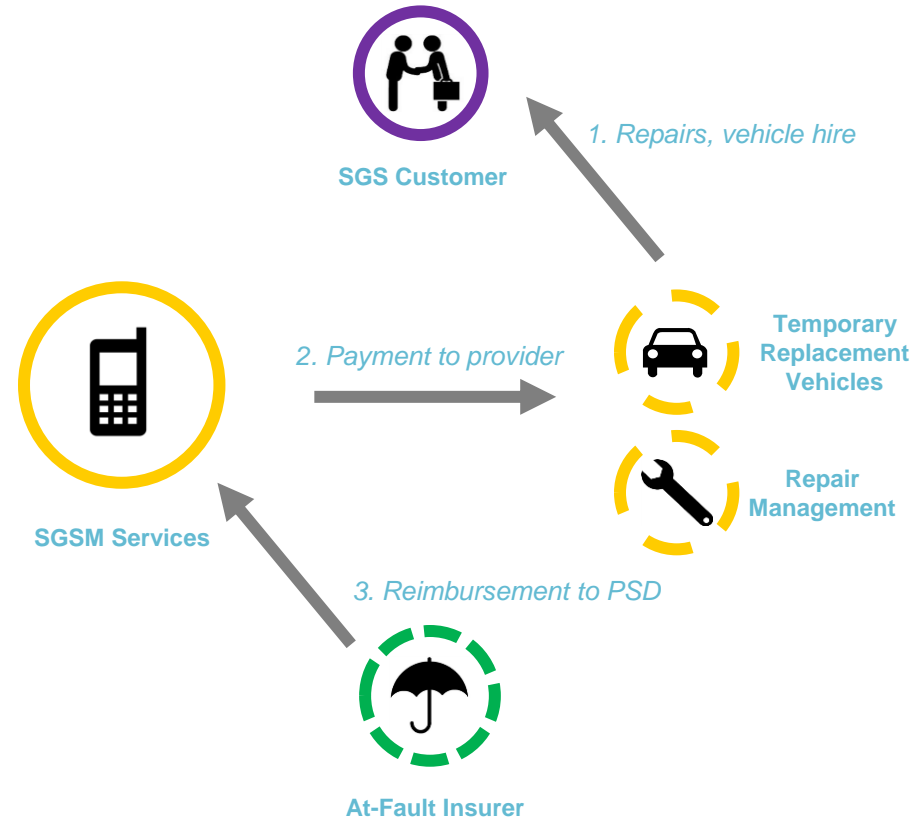 1. Repairs, vehicle hire
SGS Customer
Temporary
Replacement
Vehicles
2. Payment to provider
Repair
Management
SGSM Services
3. Reimbursement to PSD
At-Fault Insurer